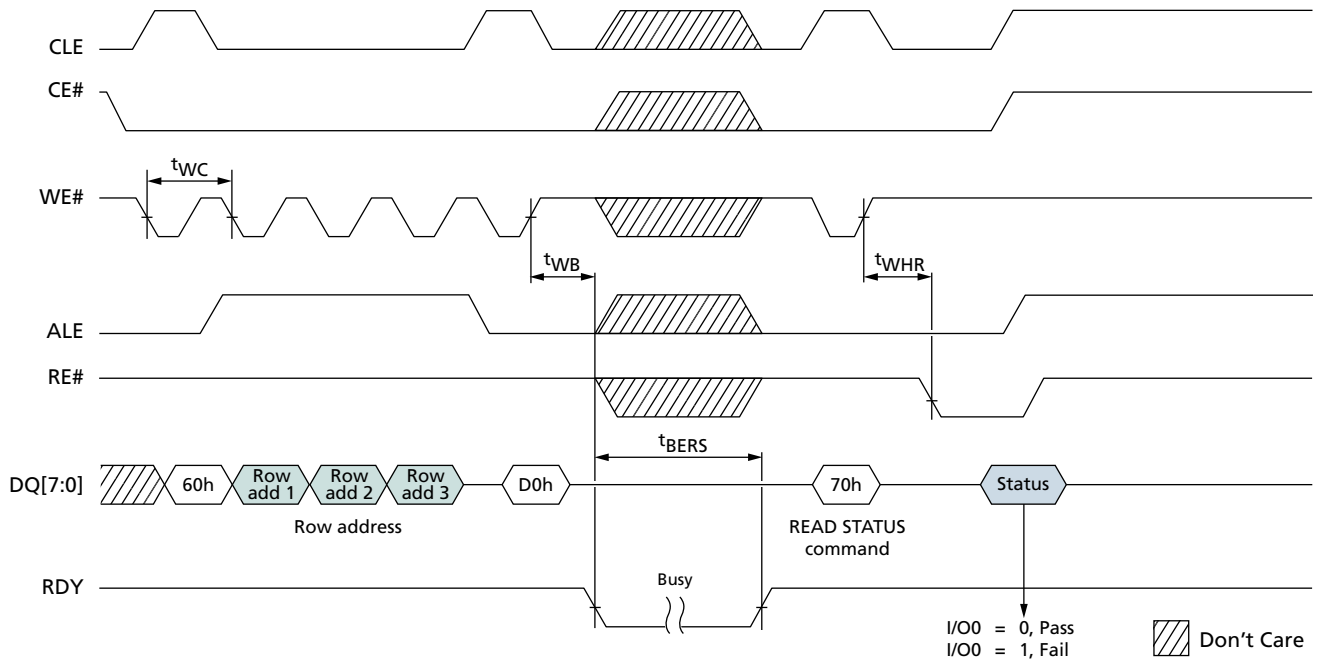 CLE
CE#
tWC
WE#
tWB
tWHR
ALE
RE#
tBERS
DQ[7:0]
60h
Row
add 1
Row
add 2
Row
add 3
D0h
70h
Status
Row address
READ STATUS
command
RDY
Busy
I/O0 = 0, Pass
I/O0 = 1, Fail
Don't Care